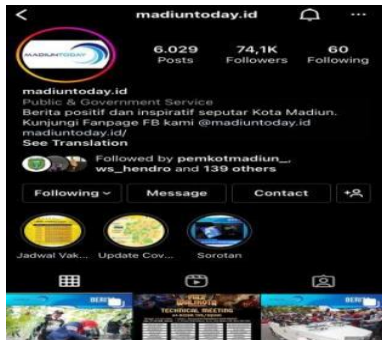 madiuntoday.id
MADIUNTODAY
6.029 74,1K 60
Posts Followers Following
madiuntoday.id
Public & Government Service
Berita positif dan inspiratif seputar Kota Madiun.
Kunjungi Fanpage FB kami @madiuntoday.id
madiuntoday.id/
See Translation
Followed by pemkotmadiun_,
ws_hendro and 139 others
Following Message Contact
Jadwal Vak... Update Cov... Sorotan
TECHNICAL MEETING